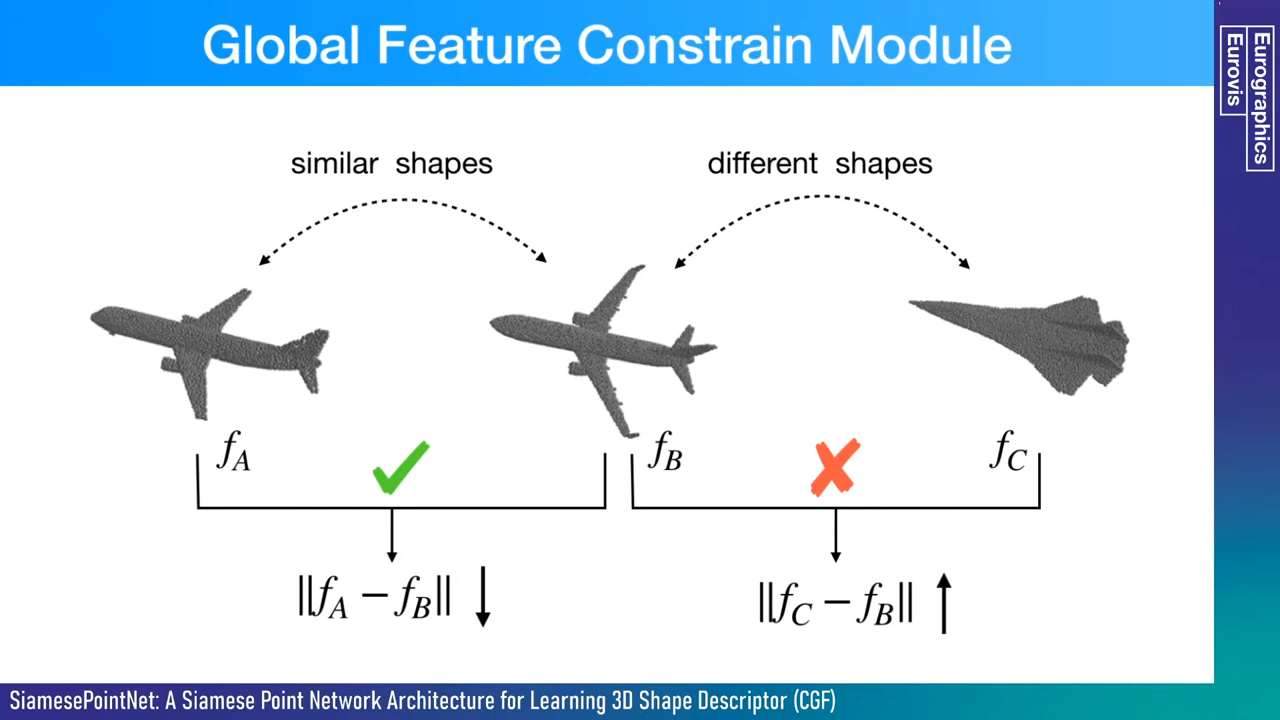 Global Feature Constrain Module
Eurographics
Eurovis
similar shapes
different shapes
f_A
f_B
f_C
||f_A − f_B|| ↓
||f_C − f_B|| ↑
SiamesePointNet: A Siamese Point Network Architecture for Learning 3D Shape Descriptor (CGF)